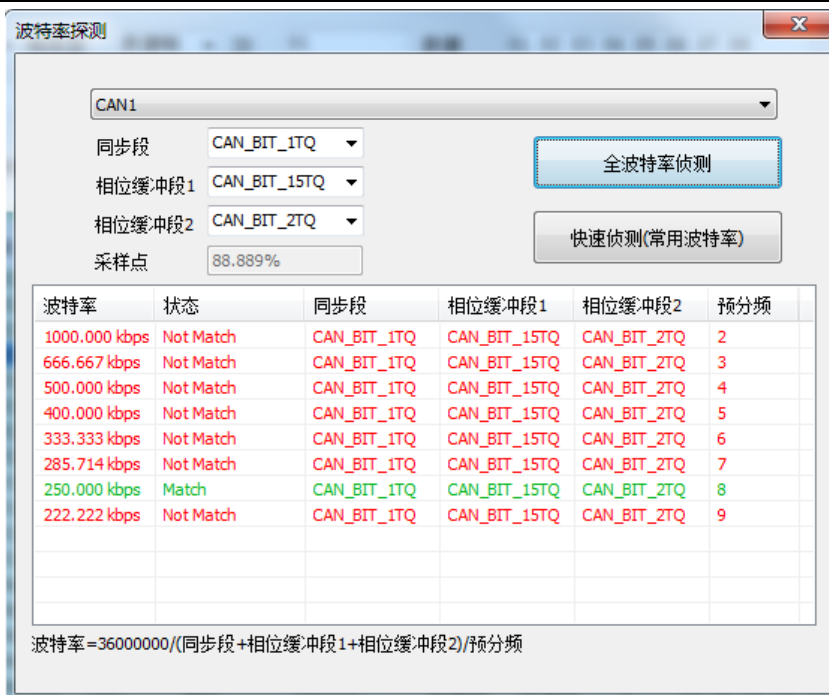 波特率探测
CAN1
同步段 CAN_BIT_1TQ
全波特率侦测
相位缓冲段1 CAN_BIT_15TQ
相位缓冲段2 CAN_BIT_2TQ
快速侦测(常用波特率)
采样点 88.889%
波特率 状态 同步段 相位缓冲段1 相位缓冲段2 预分频
1000.000 kbps Not Match CAN_BIT_1TQ CAN_BIT_15TQ CAN_BIT_2TQ 2
666.667 kbps Not Match CAN_BIT_1TQ CAN_BIT_15TQ CAN_BIT_2TQ 3
500.000 kbps Not Match CAN_BIT_1TQ CAN_BIT_15TQ CAN_BIT_2TQ 4
400.000 kbps Not Match CAN_BIT_1TQ CAN_BIT_15TQ CAN_BIT_2TQ 5
333.333 kbps Not Match CAN_BIT_1TQ CAN_BIT_15TQ CAN_BIT_2TQ 6
285.714 kbps Not Match CAN_BIT_1TQ CAN_BIT_15TQ CAN_BIT_2TQ 7
250.000 kbps Match CAN_BIT_1TQ CAN_BIT_15TQ CAN_BIT_2TQ 8
222.222 kbps Not Match CAN_BIT_1TQ CAN_BIT_15TQ CAN_BIT_2TQ 9
波特率=36000000/(同步段+相位缓冲段1+相位缓冲段2)/预分频